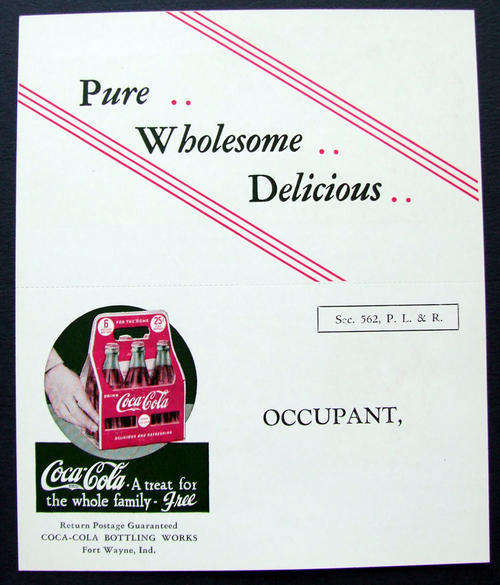 Pure ..
Wholesome ..
Delicious ..
Sec. 562, P. L. & R.
6
FOR THE HOME
25¢
DRINK
Coca-Cola
DELICIOUS AND REFRESHING
OCCUPANT,
Coca-Cola · A treat for
the whole family - Free
Return Postage Guaranteed
COCA-COLA BOTTLING WORKS
Fort Wayne, Ind.